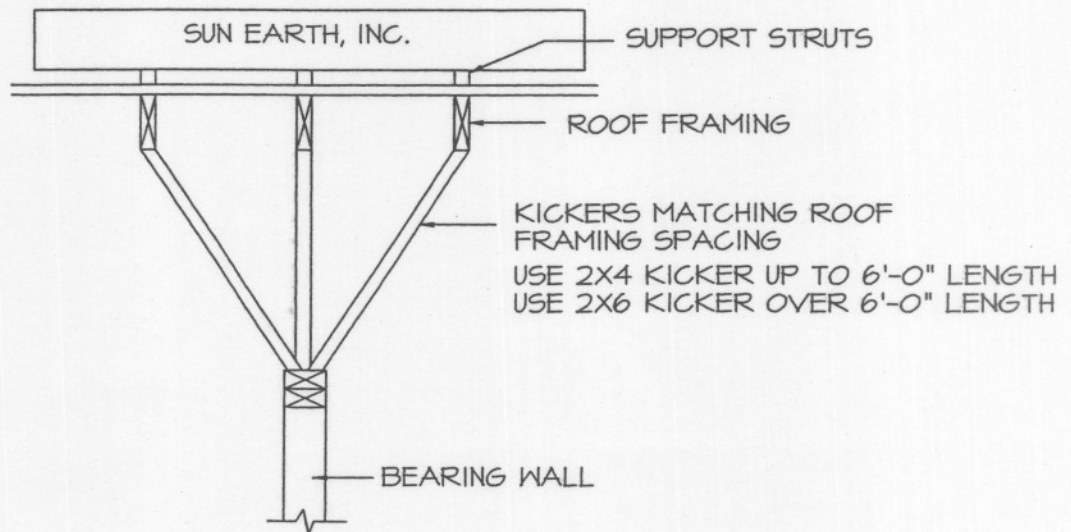 SUN EARTH, INC.
SUPPORT STRUTS
ROOF FRAMING
KICKERS MATCHING ROOF
FRAMING SPACING
USE 2X4 KICKER UP TO 6'-0" LENGTH
USE 2X6 KICKER OVER 6'-0" LENGTH
BEARING WALL